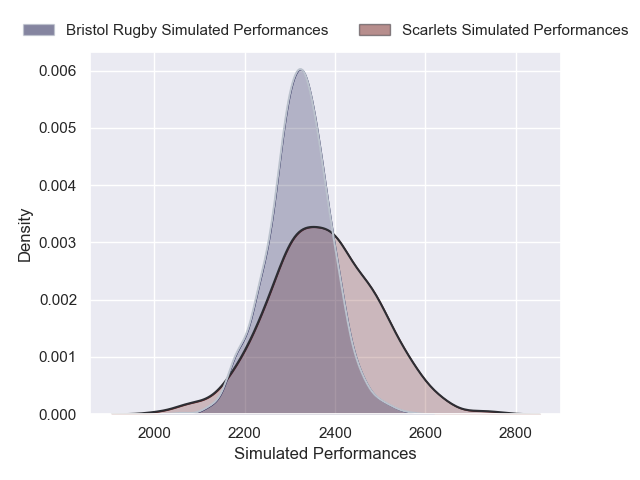 Bristol Rugby Simulated Performances
Scarlets Simulated Performances
0.006
0.005
0.004
0.003
0.002
0.001
0.000
Density
2000 2200 2400 2600 2800
Simulated Performances